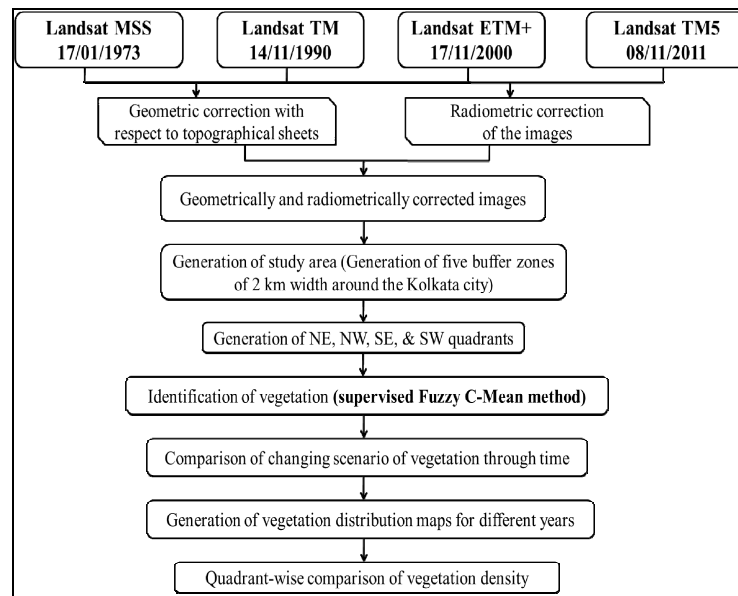 Landsat MSS
17/01/1973
Landsat TM
14/11/1990
Landsat ETM+
17/11/2000
Landsat TM5
08/11/2011
Geometric correction with
respect to topographical sheets
Radiometric correction
of the images
Geometrically and radiometrically corrected images
Generation of study area (Generation of five buffer zones
of 2 km width around the Kolkata city)
Generation of NE, NW, SE, & SW quadrants
Identification of vegetation (supervised Fuzzy C-Mean method)
Comparison of changing scenario of vegetation through time
Generation of vegetation distribution maps for different years
Quadrant-wise comparison of vegetation density